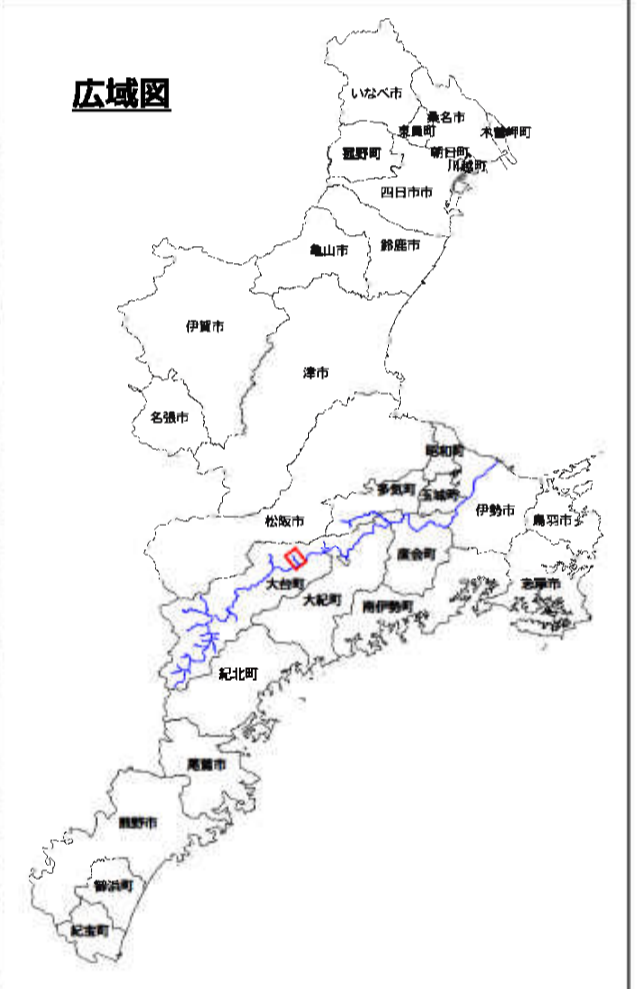 広域図
いなべ市
桑名市
東員町
木曽岬町
朝日町
川越町
菰野町
四日市市
鈴鹿市
亀山市
伊賀市
津市
名張市
明和町
多気町
玉城町
伊勢市
鳥羽市
松阪市
度会町
志摩市
大台町
大紀町
南伊勢町
紀北町
尾鷲市
熊野市
御浜町
紀宝町